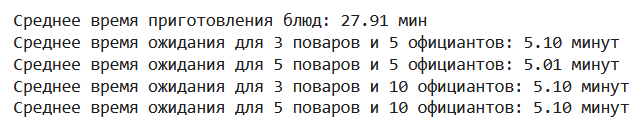 Среднее время приготовления блюд: 27.91 мин
Среднее время ожидания для 3 поваров и 5 официантов: 5.10 минут
Среднее время ожидания для 5 поваров и 5 официантов: 5.01 минут
Среднее время ожидания для 3 поваров и 10 официантов: 5.10 минут
Среднее время ожидания для 5 поваров и 10 официантов: 5.10 минут